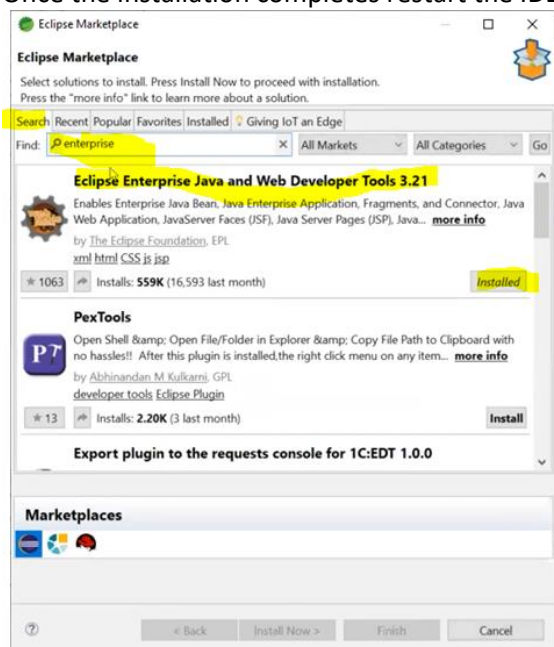 Once the installation completes restart the IDE
Eclipse Marketplace
Eclipse Marketplace
Select solutions to install. Press Install Now to proceed with installation.
Press the "more info" link to learn more about a solution.
Search Recent Popular Favorites Installed Giving IoT an Edge
Find: enterprise All Markets All Categories Go
Eclipse Enterprise Java and Web Developer Tools 3.21
Enables Enterprise Java Bean, Java Enterprise Application, Fragments, and Connector, Java
Web Application, JavaServer Faces (JSF), Java Server Pages (JSP), Java... more info
by The Eclipse Foundation, EPL
xml html CSS js jsp
1063 Installs: 559K (16,593 last month) Installed
PexTools
Open Shell &amp; Open File/Folder in Explorer &amp; Copy File Path to Clipboard with
no hassles!! After this plugin is installed,the right click menu on any item... more info
by Abhinandan M Kulkarni, GPL
developer tools Eclipse Plugin
13 Installs: 2.20K (3 last month) Install
Export plugin to the requests console for 1C:EDT 1.0.0
Marketplaces
< Back Install Now > Finish Cancel